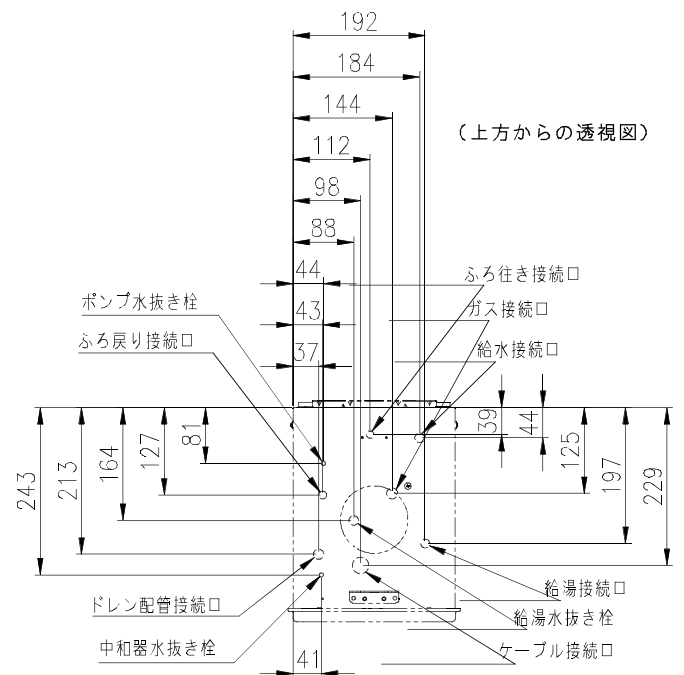 192
184
144
(上方からの透視図)
112
98
88
44
ふろ往き接続口
ポンプ水抜き栓
43
ガス接続口
ふろ戻り接続口
37
給水接続口
243
213
164
127
81
39
44
125
197
229
ドレン配管接続口
中和器水抜き栓
41
給湯接続口
給湯水抜き栓
ケーブル接続口